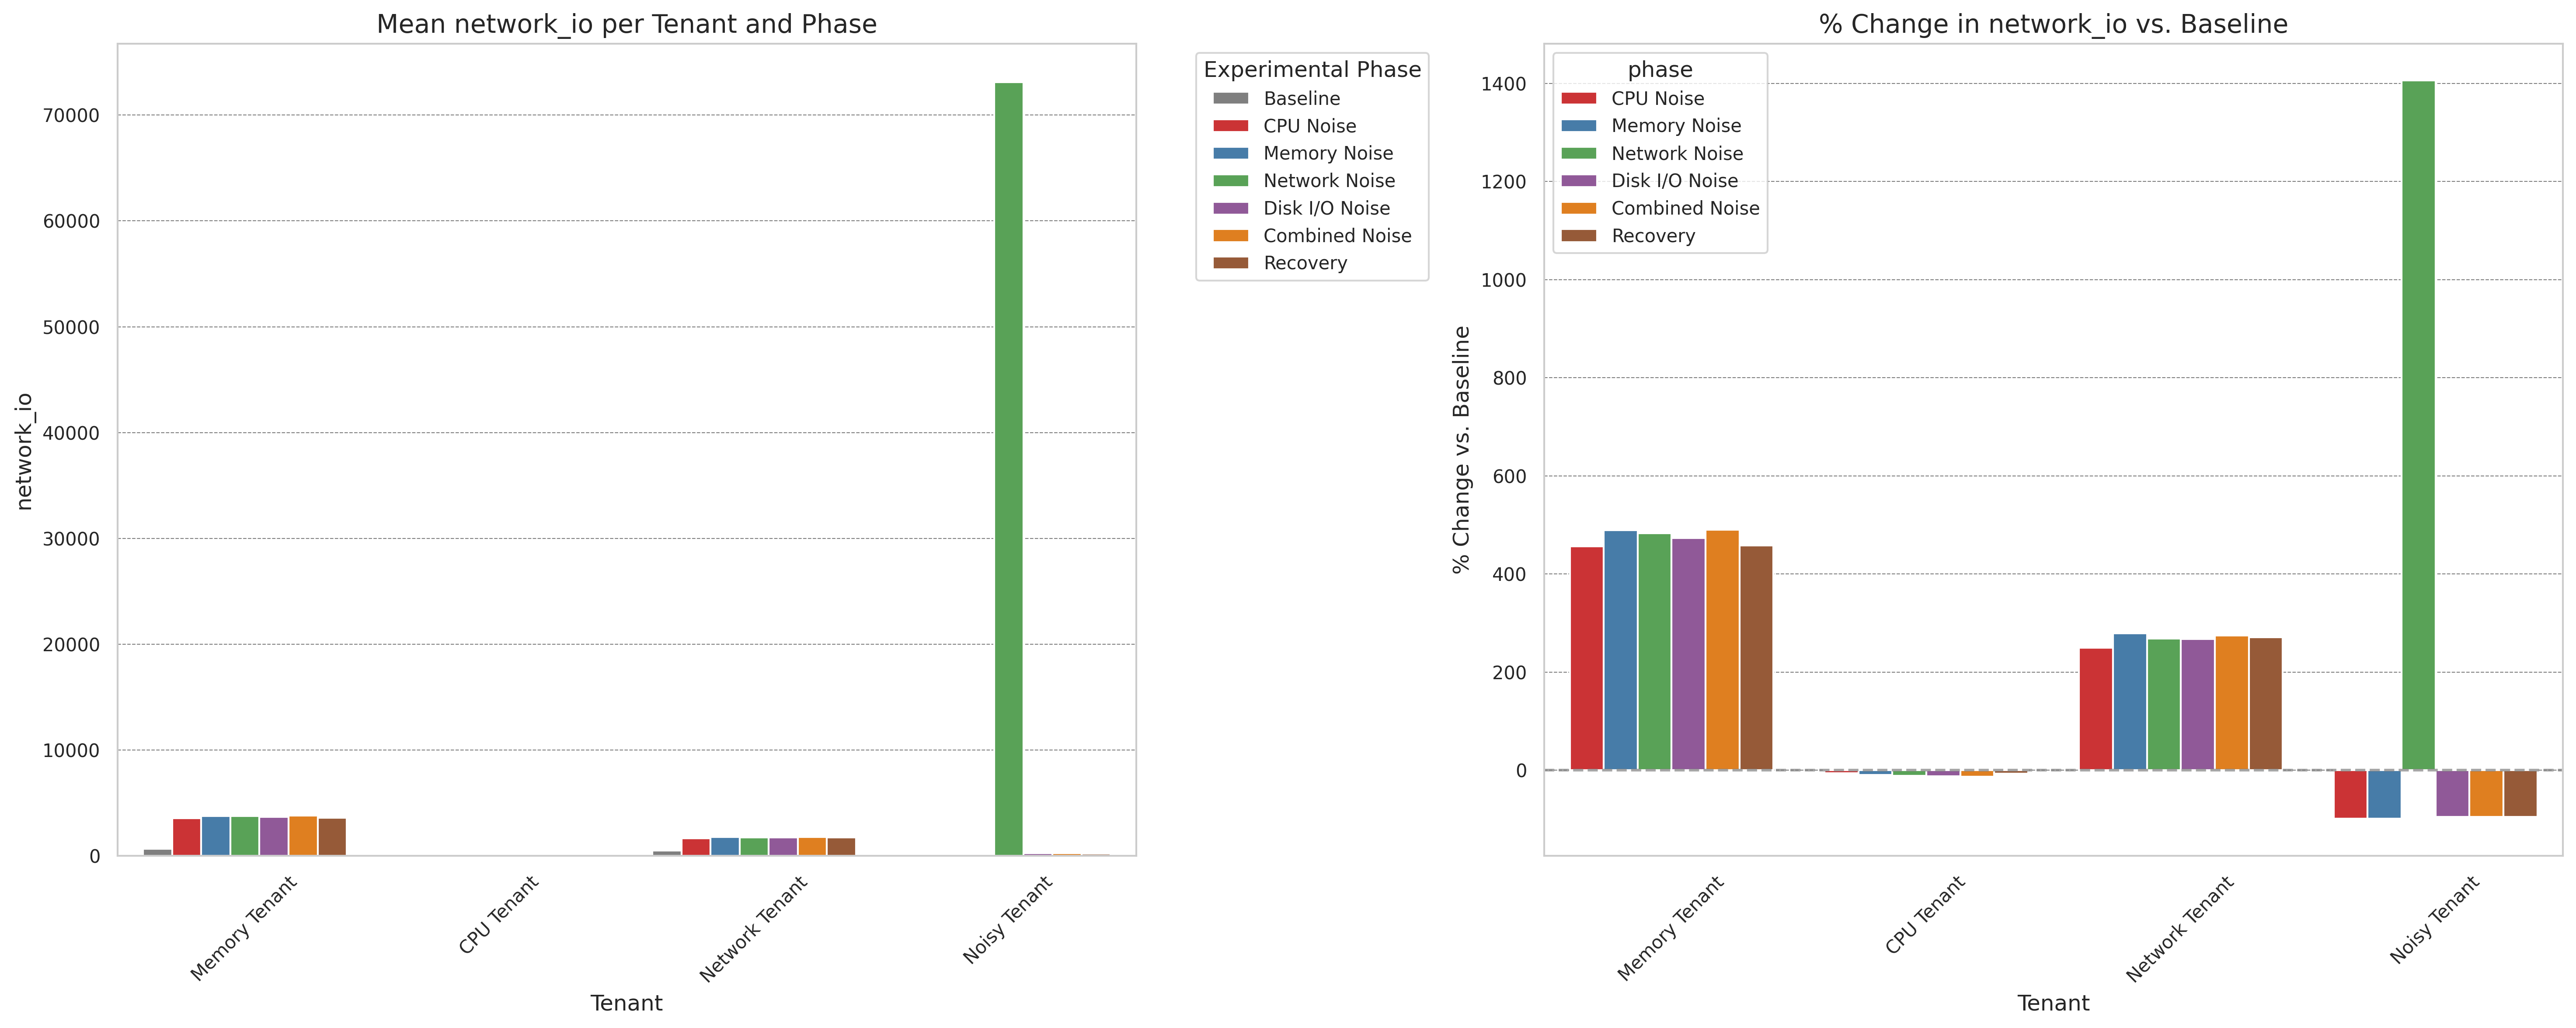 Mean network_io per Tenant and Phase
network_io
70000
60000
50000
40000
30000
20000
10000
0
Memory Tenant
CPU Tenant
Network Tenant
Noisy Tenant
Tenant
Experimental Phase
Baseline
CPU Noise
Memory Noise
Network Noise
Disk I/O Noise
Combined Noise
Recovery
% Change in network_io vs. Baseline
% Change vs. Baseline
1400
1200
1000
800
600
400
200
0
phase
CPU Noise
Memory Noise
Network Noise
Disk I/O Noise
Combined Noise
Recovery
Memory Tenant
CPU Tenant
Network Tenant
Noisy Tenant
Tenant